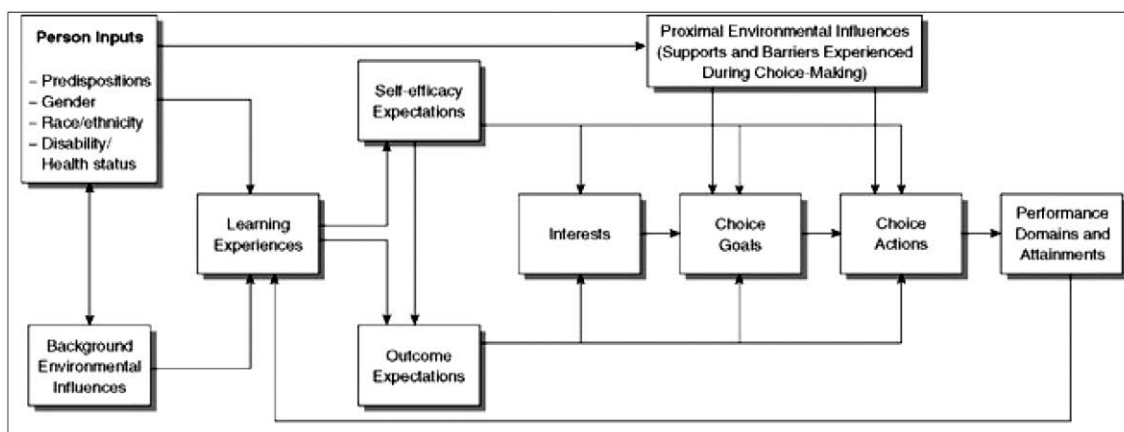 Person Inputs
– Predispositions
– Gender
– Race/ethnicity
– Disability/
Health status
Proximal Environmental Influences
(Supports and Barriers Experienced
During Choice-Making)
Self-efficacy
Expectations
Learning
Experiences
Interests
Choice
Goals
Choice
Actions
Performance
Domains and
Attainments
Background
Environmental
Influences
Outcome
Expectations